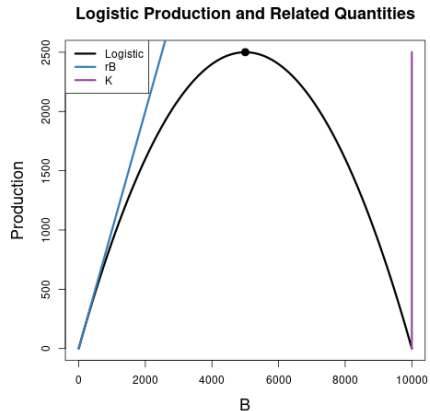 Logistic Production and Related Quantities
Logistic
rB
K
Production
2500
2000
1500
1000
500
0
0 2000 4000 6000 8000 10000
B